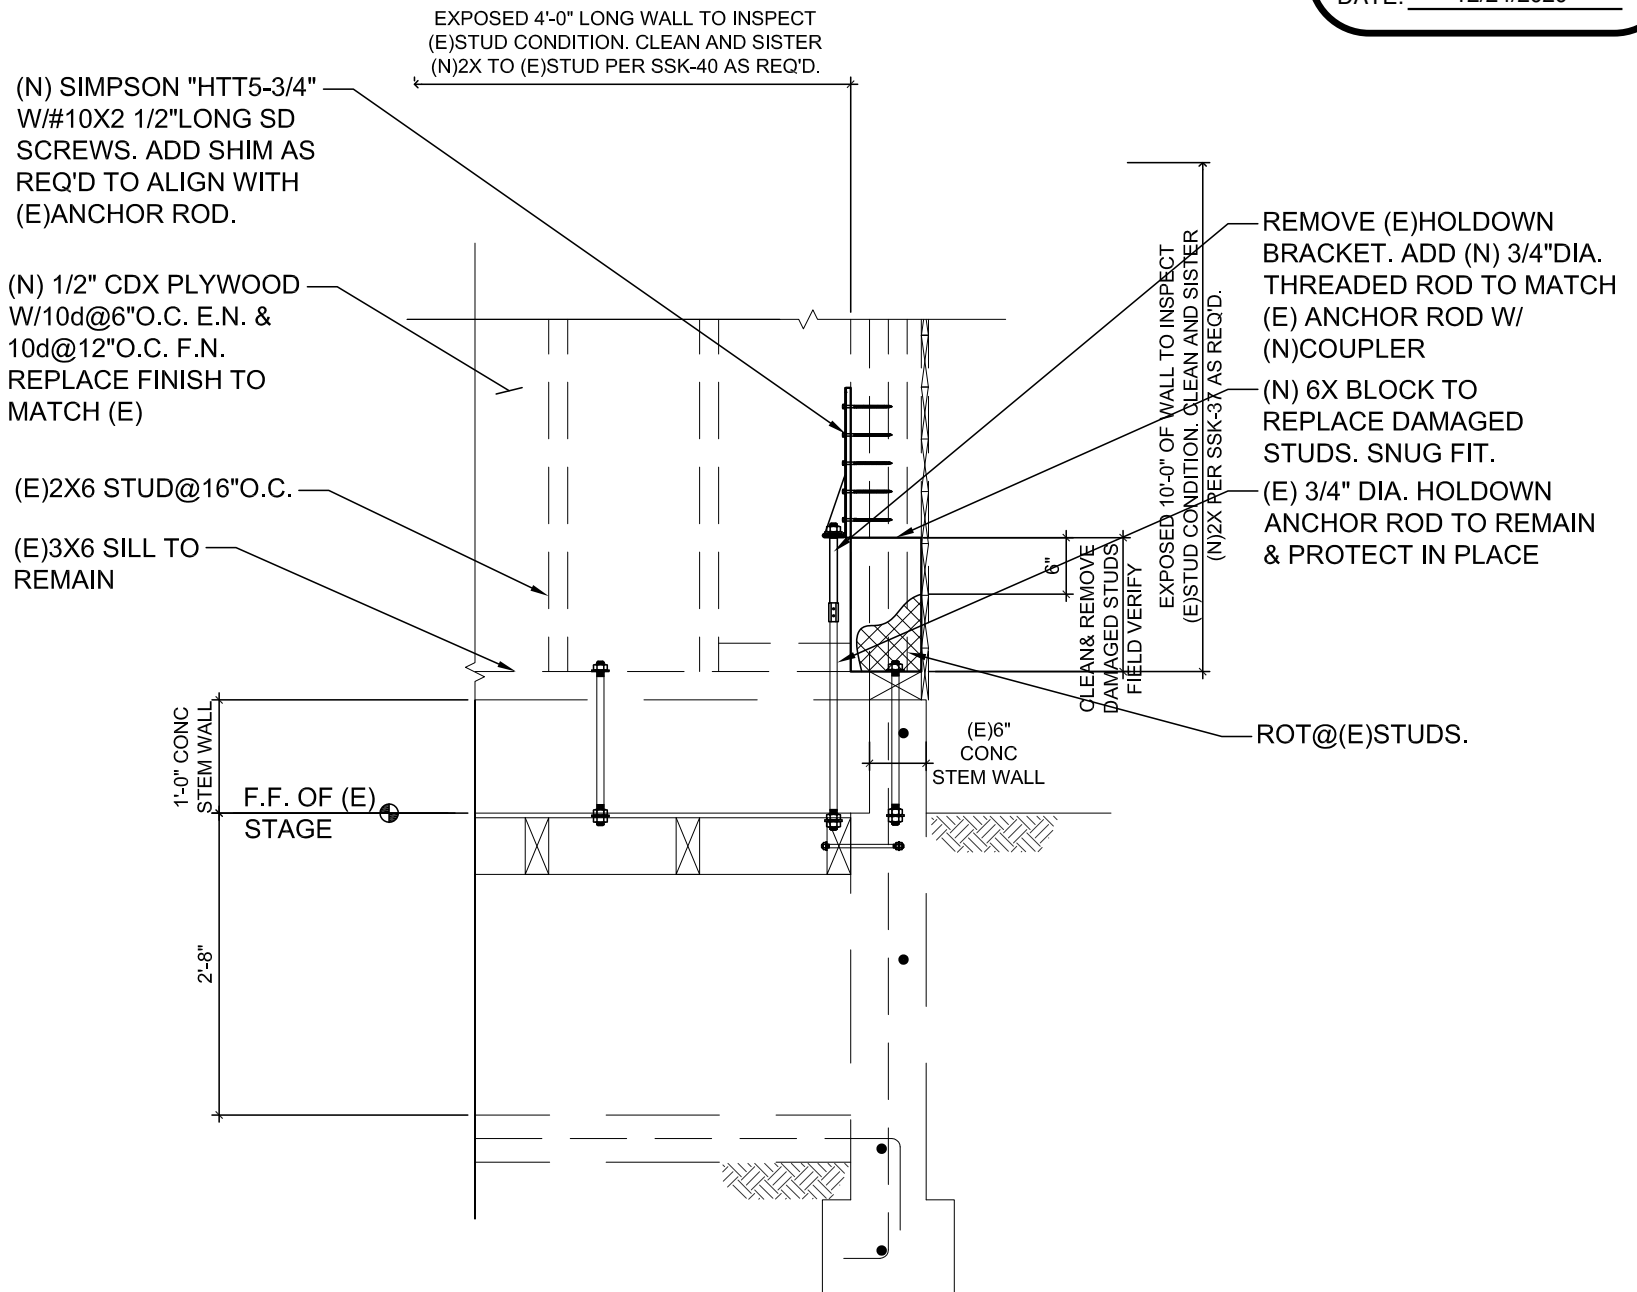 DATE:
EXPOSED 4'-0" LONG WALL TO INSPECT
(E)STUD CONDITION. CLEAN AND SISTER
(N)2X TO (E)STUD PER SSK-40 AS REQ'D.
(N) SIMPSON "HTT5-3/4"
W/#10X2 1/2"LONG SD
SCREWS. ADD SHIM AS
REQ'D TO ALIGN WITH
(E)ANCHOR ROD.
(N) 1/2" CDX PLYWOOD
W/10d@6"O.C. E.N. &
10d@12"O.C. F.N.
REPLACE FINISH TO
MATCH (E)
(E)2X6 STUD@16"O.C.
(E)3X6 SILL TO
REMAIN
REMOVE (E)HOLDOWN
BRACKET. ADD (N) 3/4"DIA.
THREADED ROD TO MATCH
(E) ANCHOR ROD W/
(N)COUPLER
(N) 6X BLOCK TO
REPLACE DAMAGED
STUDS. SNUG FIT.
(E) 3/4" DIA. HOLDOWN
ANCHOR ROD TO REMAIN
& PROTECT IN PLACE
ROT@(E)STUDS.
EXPOSED 10'-0" OF WALL TO INSPECT
(E)STUD CONDITION. CLEAN AND SISTER
(N)2X PER SSK-37 AS REQ'D.
6"
CLEAN& REMOVE
DAMAGED STUDS
FIELD VERIFY
(E)6"
CONC
STEM WALL
1'-0" CONC
STEM WALL
F.F. OF (E)
STAGE
2'-8"